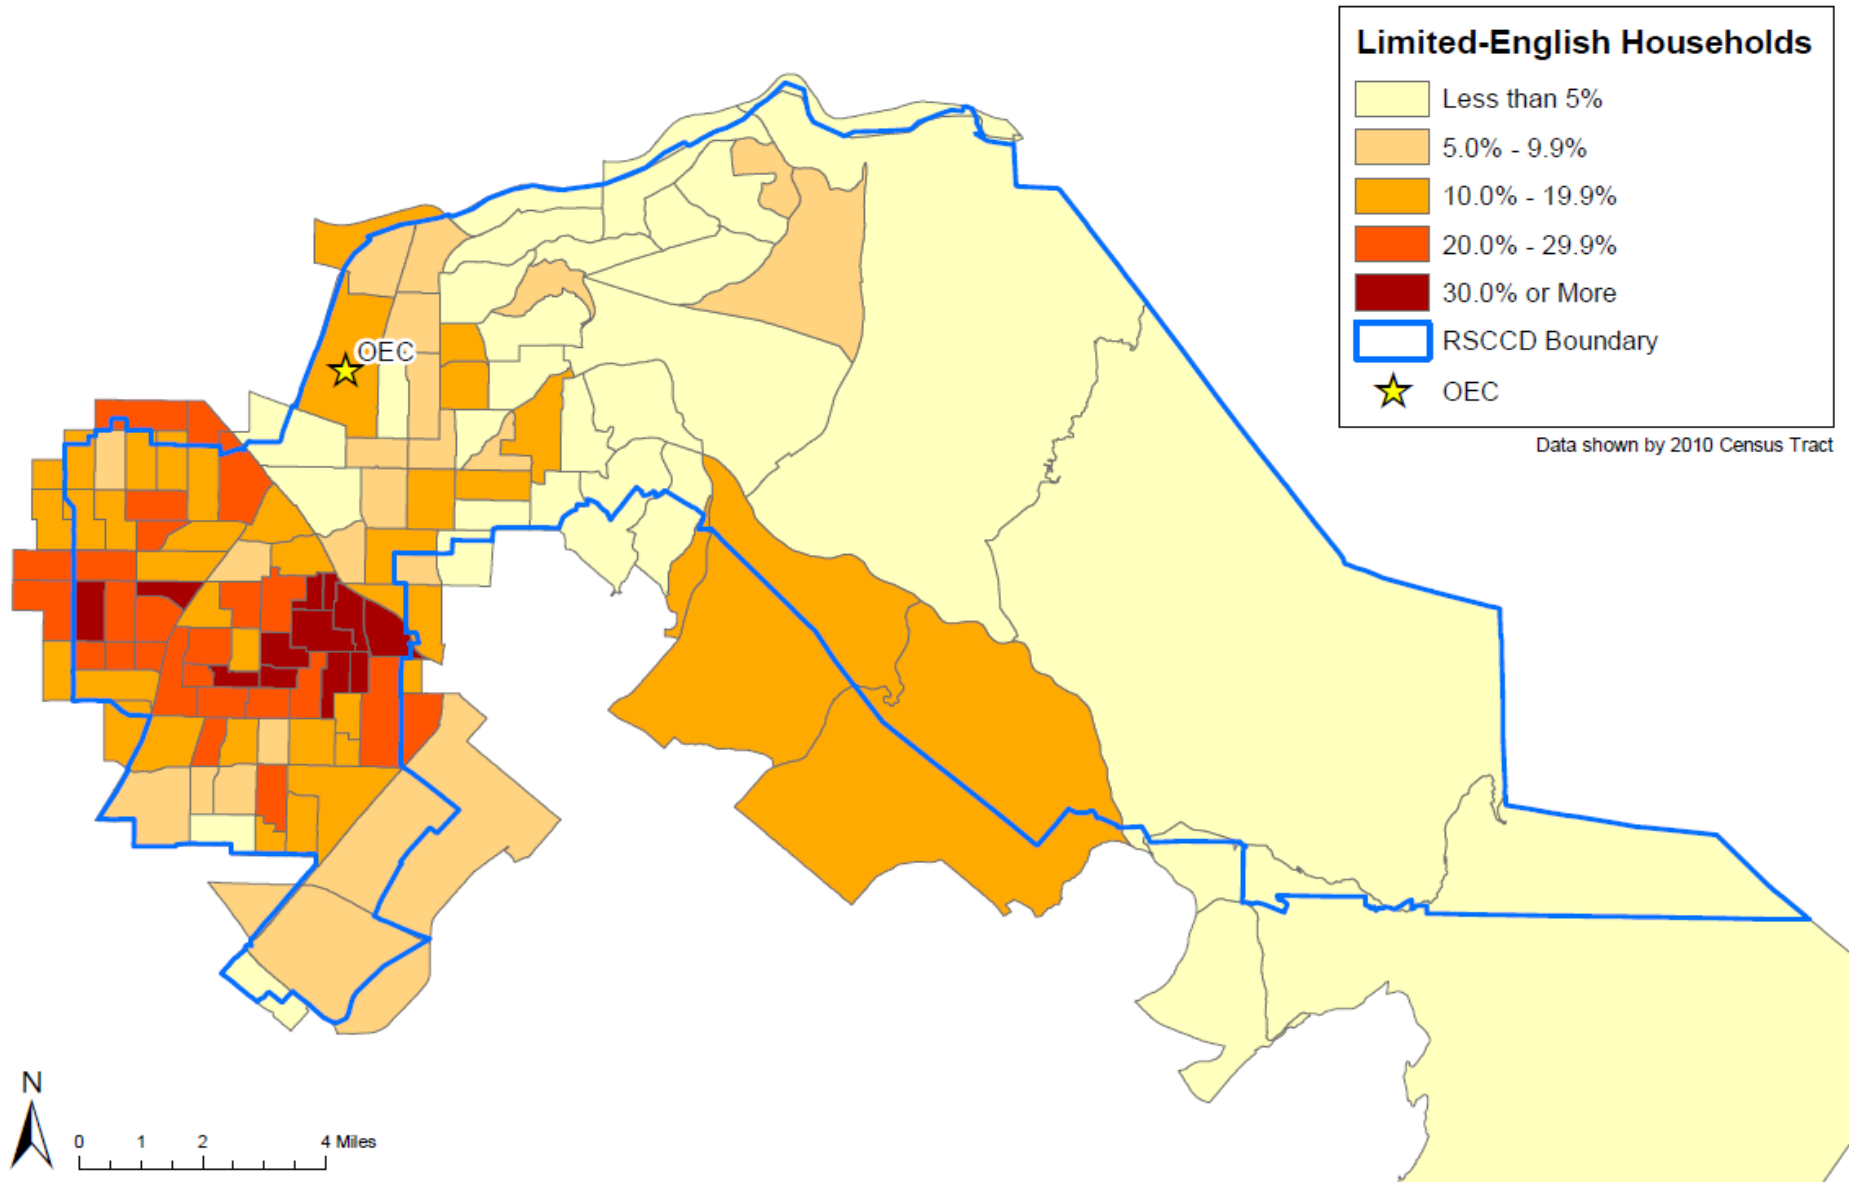 Limited-English Households
Less than 5%
5.0% - 9.9%
10.0% - 19.9%
20.0% - 29.9%
30.0% or More
RSCCD Boundary
OEC
Data shown by 2010 Census Tract
OEC
N
0 1 2 4 Miles